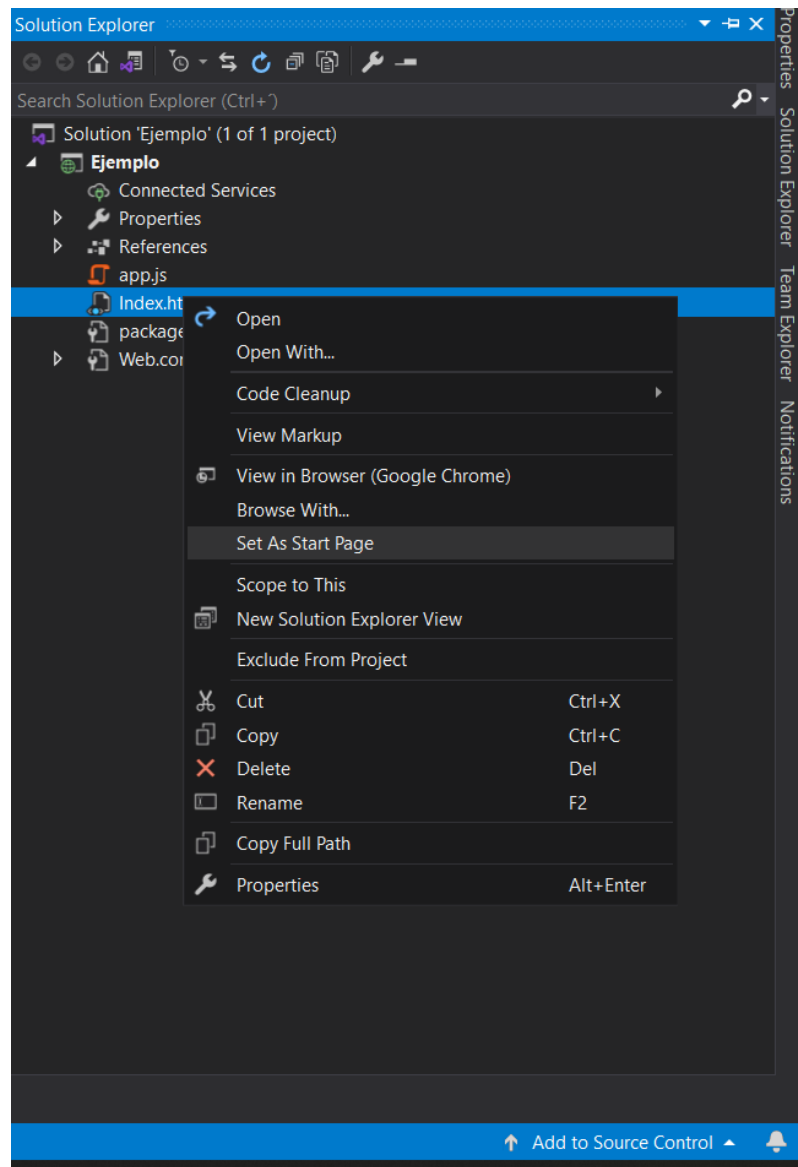 Solution Explorer
Search Solution Explorer (Ctrl+´)
Solution 'Ejemplo' (1 of 1 project)
Ejemplo
Connected Services
Properties
References
app.js
Index.ht
package
Web.con
Open
Open With...
Code Cleanup
View Markup
View in Browser (Google Chrome)
Browse With...
Set As Start Page
Scope to This
New Solution Explorer View
Exclude From Project
Cut Ctrl+X
Copy Ctrl+C
Delete Del
Rename F2
Copy Full Path
Properties Alt+Enter
Properties
Solution Explorer
Team Explorer
Notifications
Add to Source Control